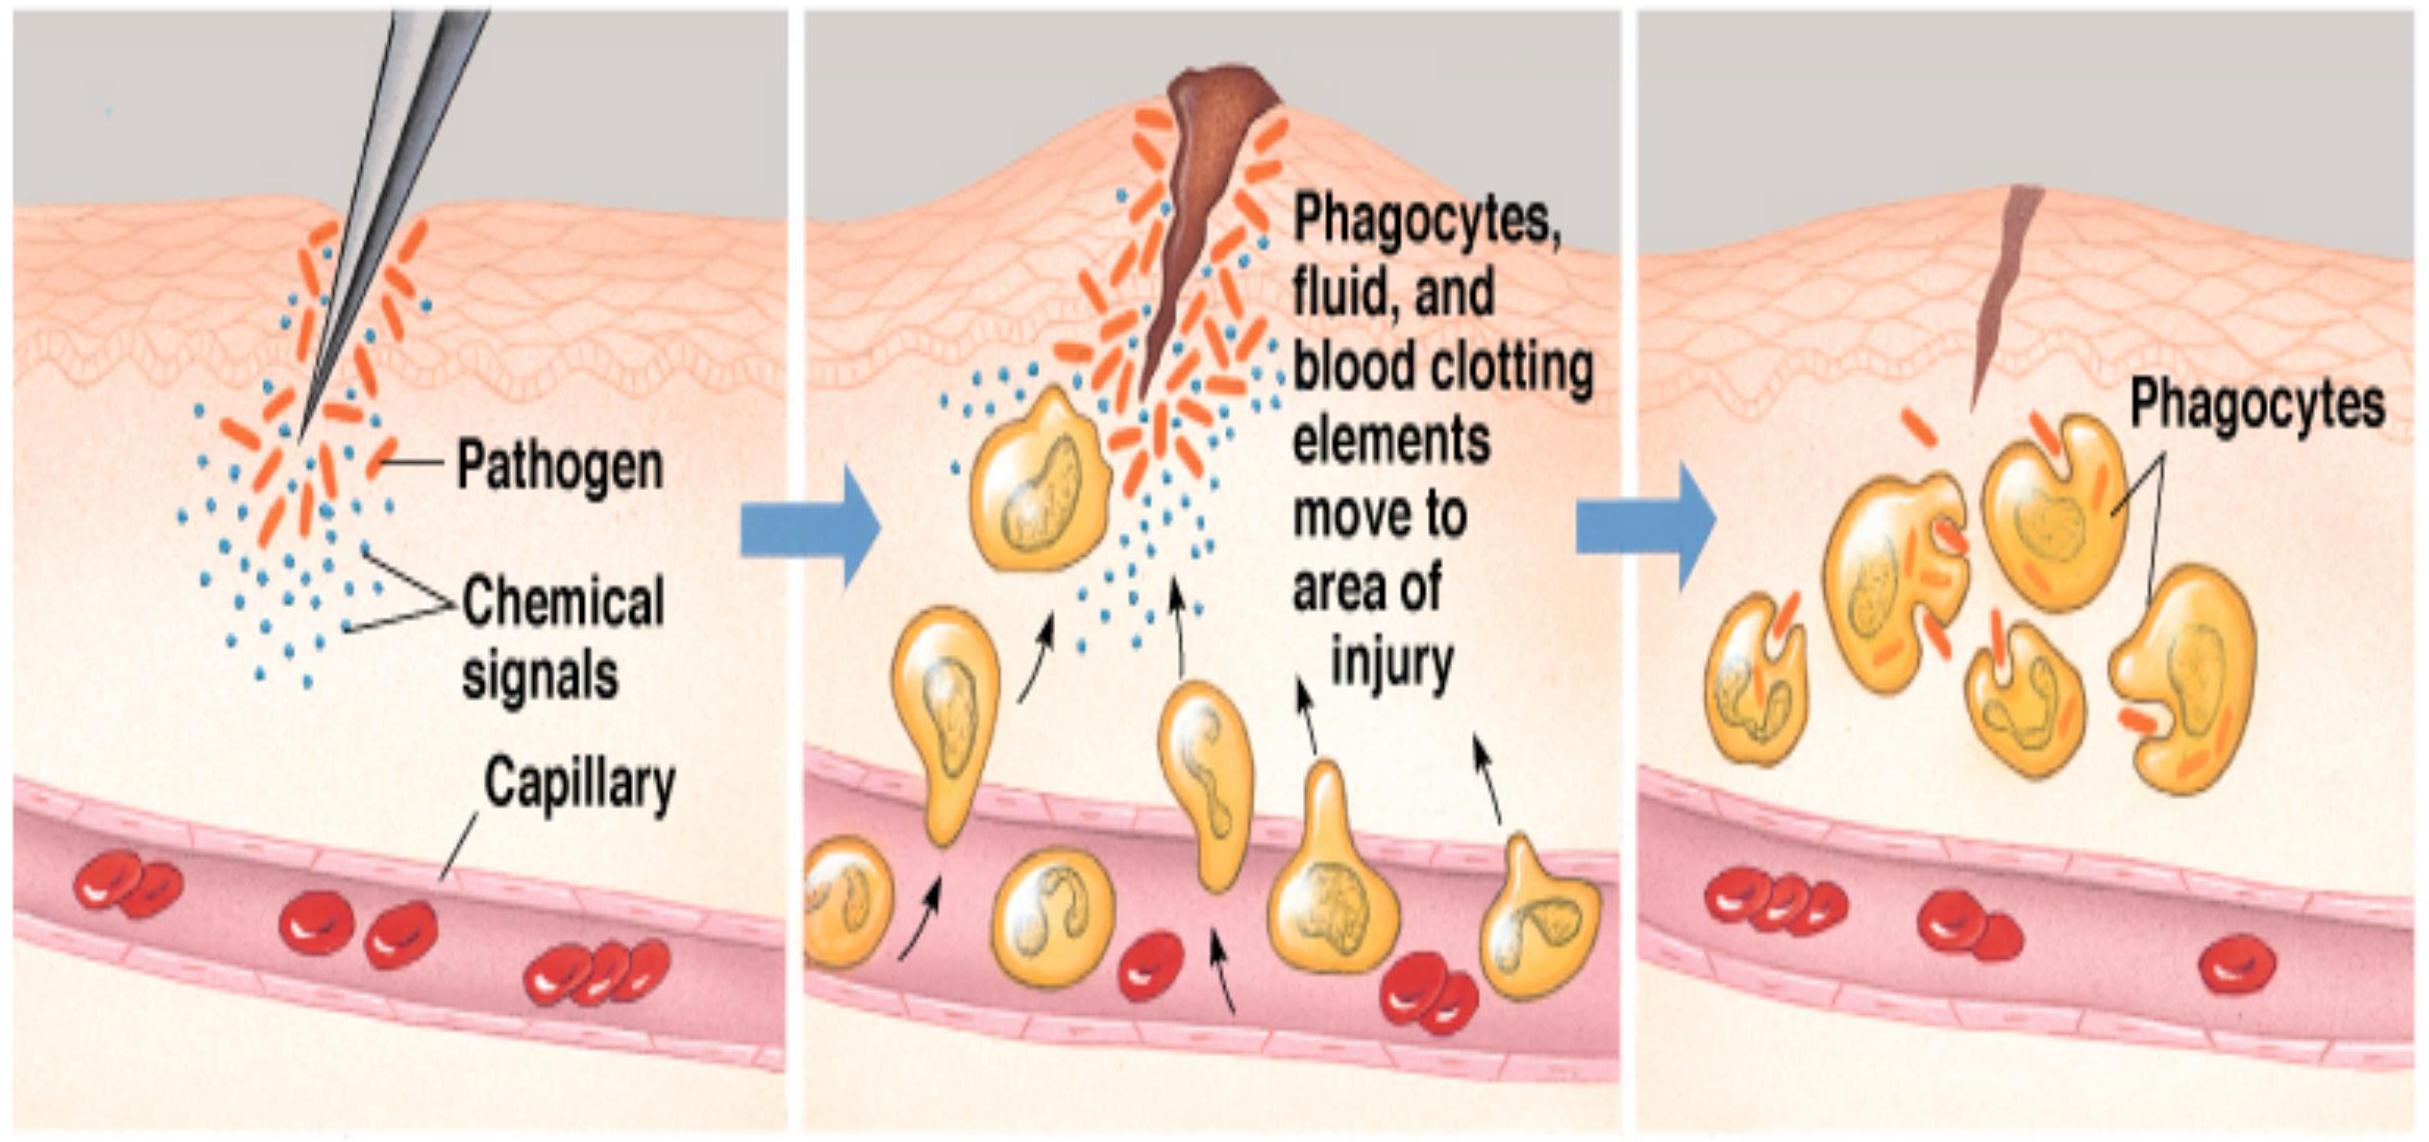 Pathogen
Chemical
signals
Capillary
Phagocytes,
fluid, and
blood clotting
elements
move to
area of
injury
Phagocytes